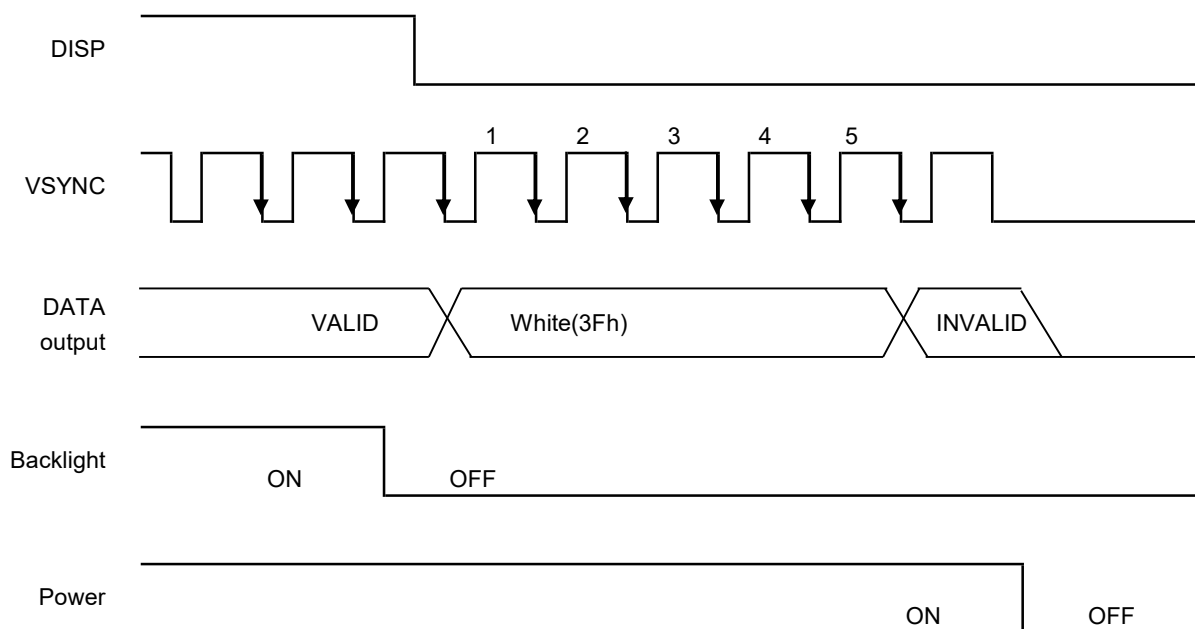 DISP
1 2 3 4 5
VSYNC
DATA
output
VALID White(3Fh) INVALID
Backlight
ON OFF
Power
ON OFF